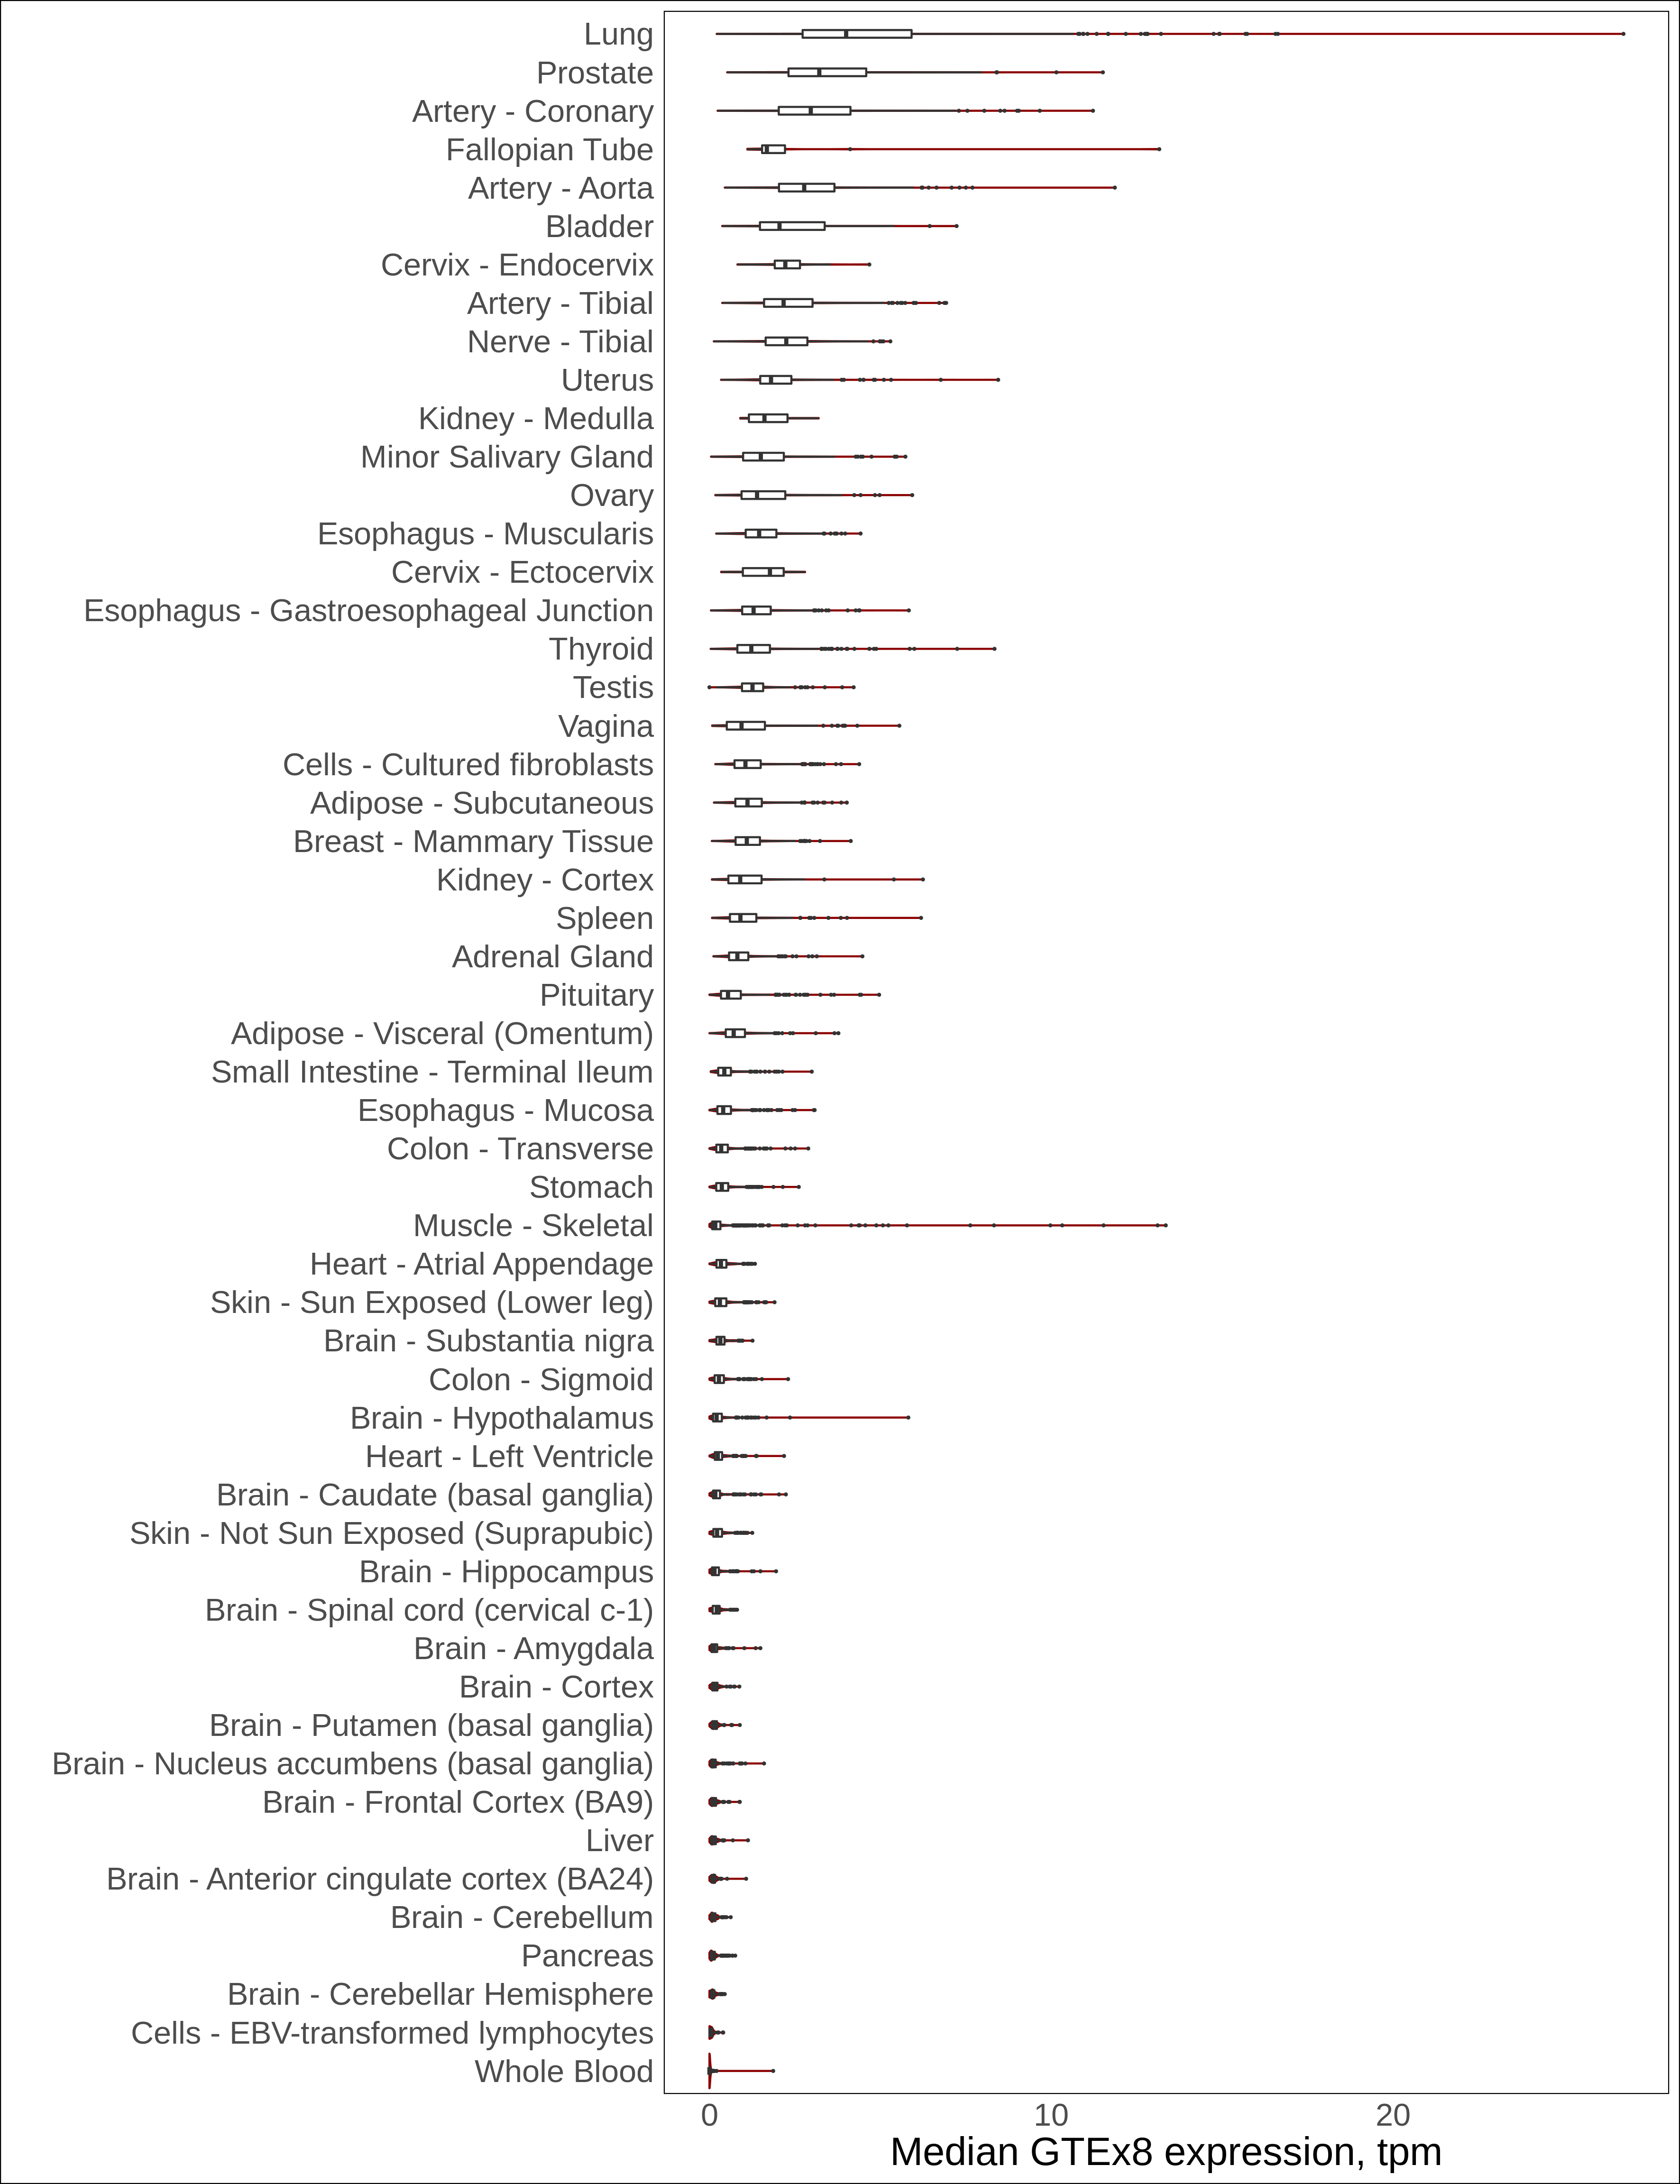 Lung
Prostate
Artery - Coronary
Fallopian Tube
Artery - Aorta
Bladder
Cervix - Endocervix
Artery - Tibial
Nerve - Tibial
Uterus
Kidney - Medulla
Minor Salivary Gland
Ovary
Esophagus - Muscularis
Cervix - Ectocervix
Esophagus - Gastroesophageal Junction
Thyroid
Testis
Vagina
Cells - Cultured fibroblasts
Adipose - Subcutaneous
Breast - Mammary Tissue
Kidney - Cortex
Spleen
Adrenal Gland
Pituitary
Adipose - Visceral (Omentum)
Small Intestine - Terminal Ileum
Esophagus - Mucosa
Colon - Transverse
Stomach
Muscle - Skeletal
Heart - Atrial Appendage
Skin - Sun Exposed (Lower leg)
Brain - Substantia nigra
Colon - Sigmoid
Brain - Hypothalamus
Heart - Left Ventricle
Brain - Caudate (basal ganglia)
Skin - Not Sun Exposed (Suprapubic)
Brain - Hippocampus
Brain - Spinal cord (cervical c-1)
Brain - Amygdala
Brain - Cortex
Brain - Putamen (basal ganglia)
Brain - Nucleus accumbens (basal ganglia)
Brain - Frontal Cortex (BA9)
Liver
Brain - Anterior cingulate cortex (BA24)
Brain - Cerebellum
Pancreas
Brain - Cerebellar Hemisphere
Cells - EBV-transformed lymphocytes
Whole Blood
0 10 20
Median GTEx8 expression, tpm